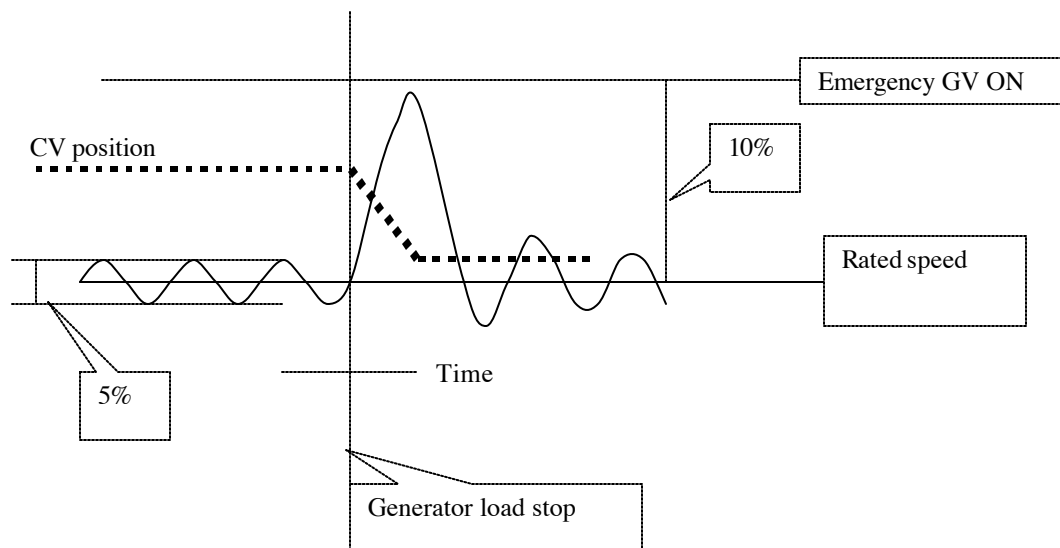 Emergency GV ON
CV position
10%
Rated speed
5%
Time
Generator load stop